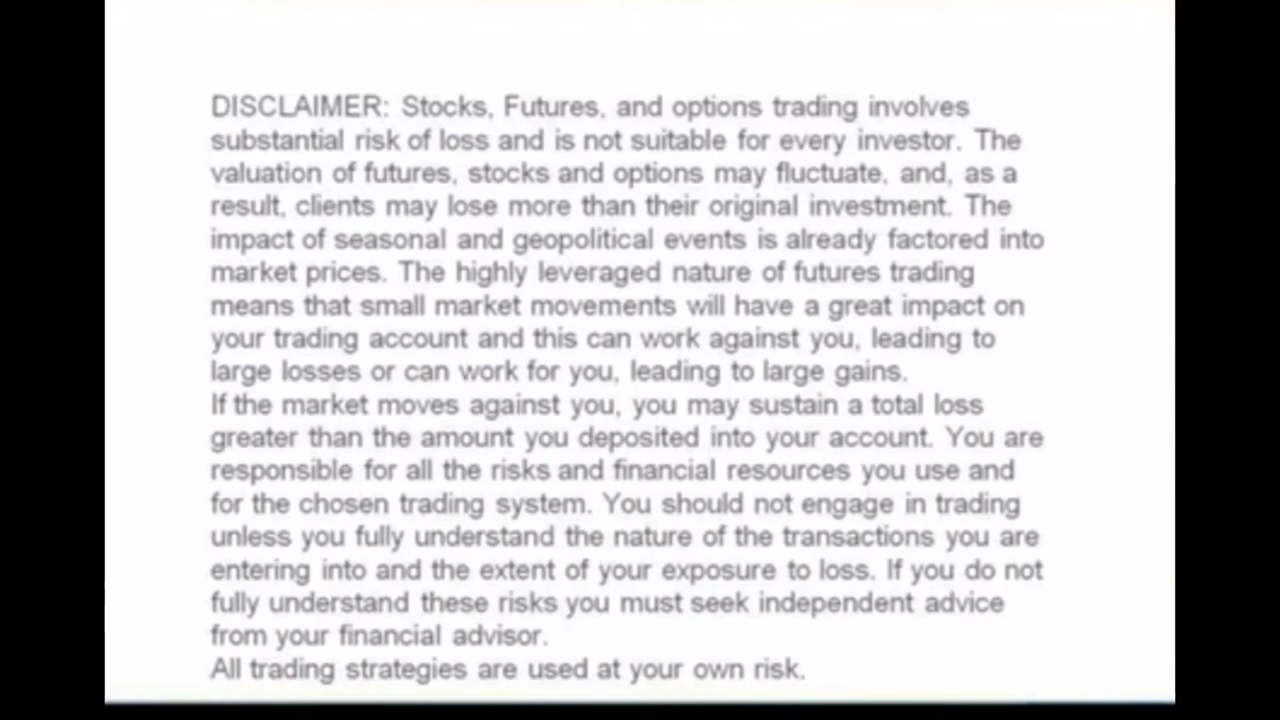 DISCLAIMER: Stocks, Futures, and options trading involves
substantial risk of loss and is not suitable for every investor. The
valuation of futures, stocks and options may fluctuate, and, as a
result, clients may lose more than their original investment. The
impact of seasonal and geopolitical events is already factored into
market prices. The highly leveraged nature of futures trading
means that small market movements will have a great impact on
your trading account and this can work against you, leading to
large losses or can work for you, leading to large gains.
If the market moves against you, you may sustain a total loss
greater than the amount you deposited into your account. You are
responsible for all the risks and financial resources you use and
for the chosen trading system. You should not engage in trading
unless you fully understand the nature of the transactions you are
entering into and the extent of your exposure to loss. If you do not
fully understand these risks you must seek independent advice
from your financial advisor.
All trading strategies are used at your own risk.